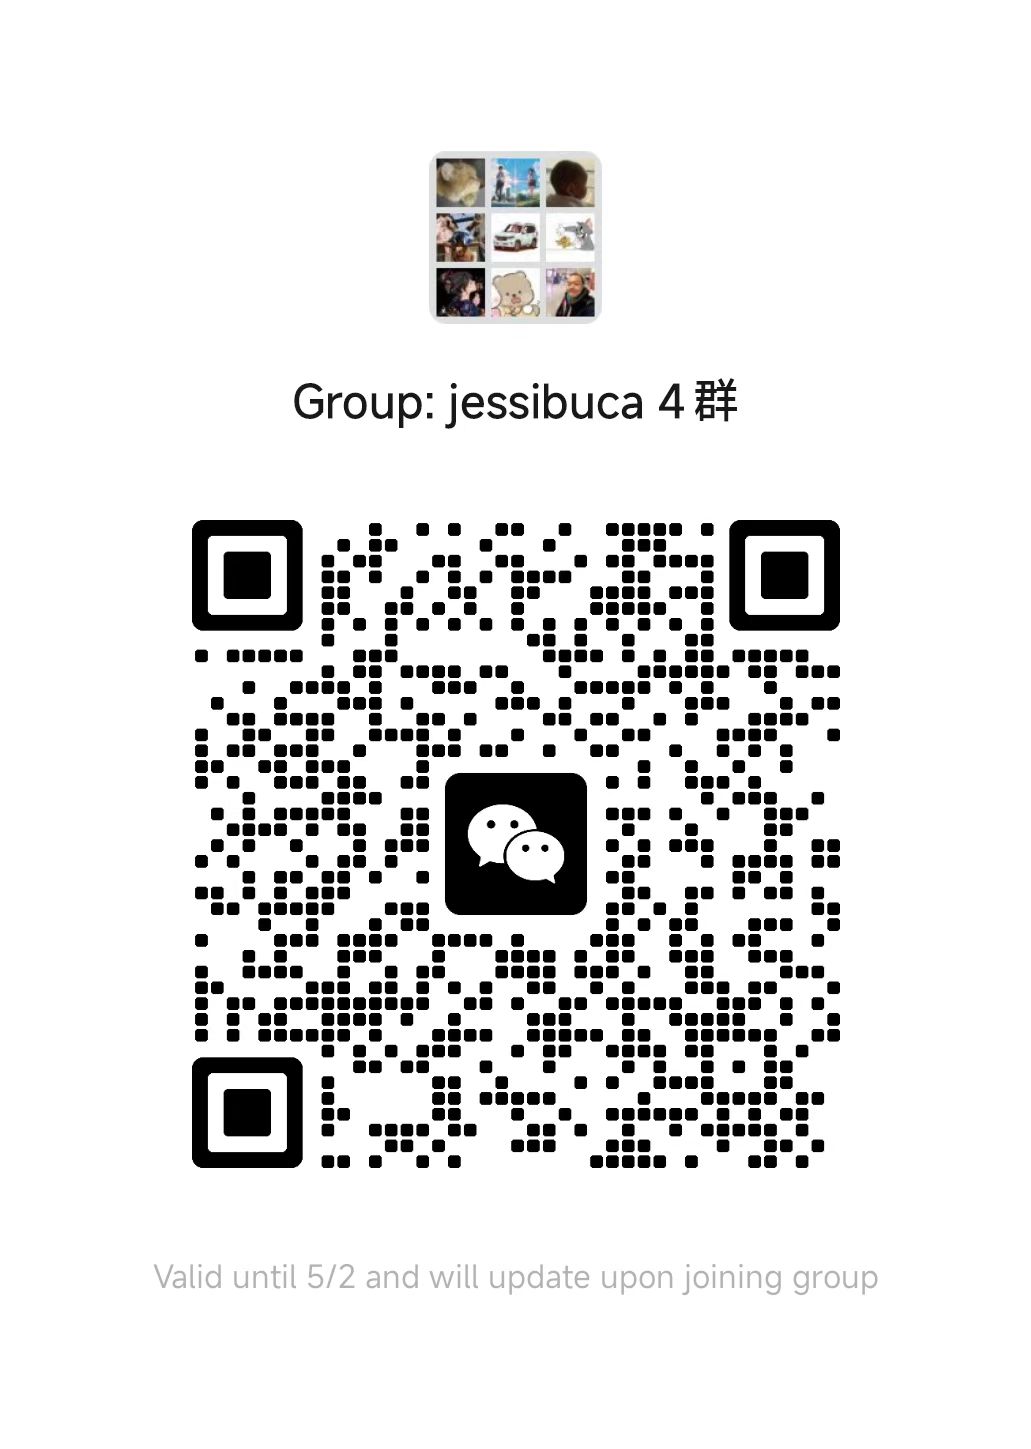 Group: jessibuca 4 群
Valid until 5/2 and will update upon joining group